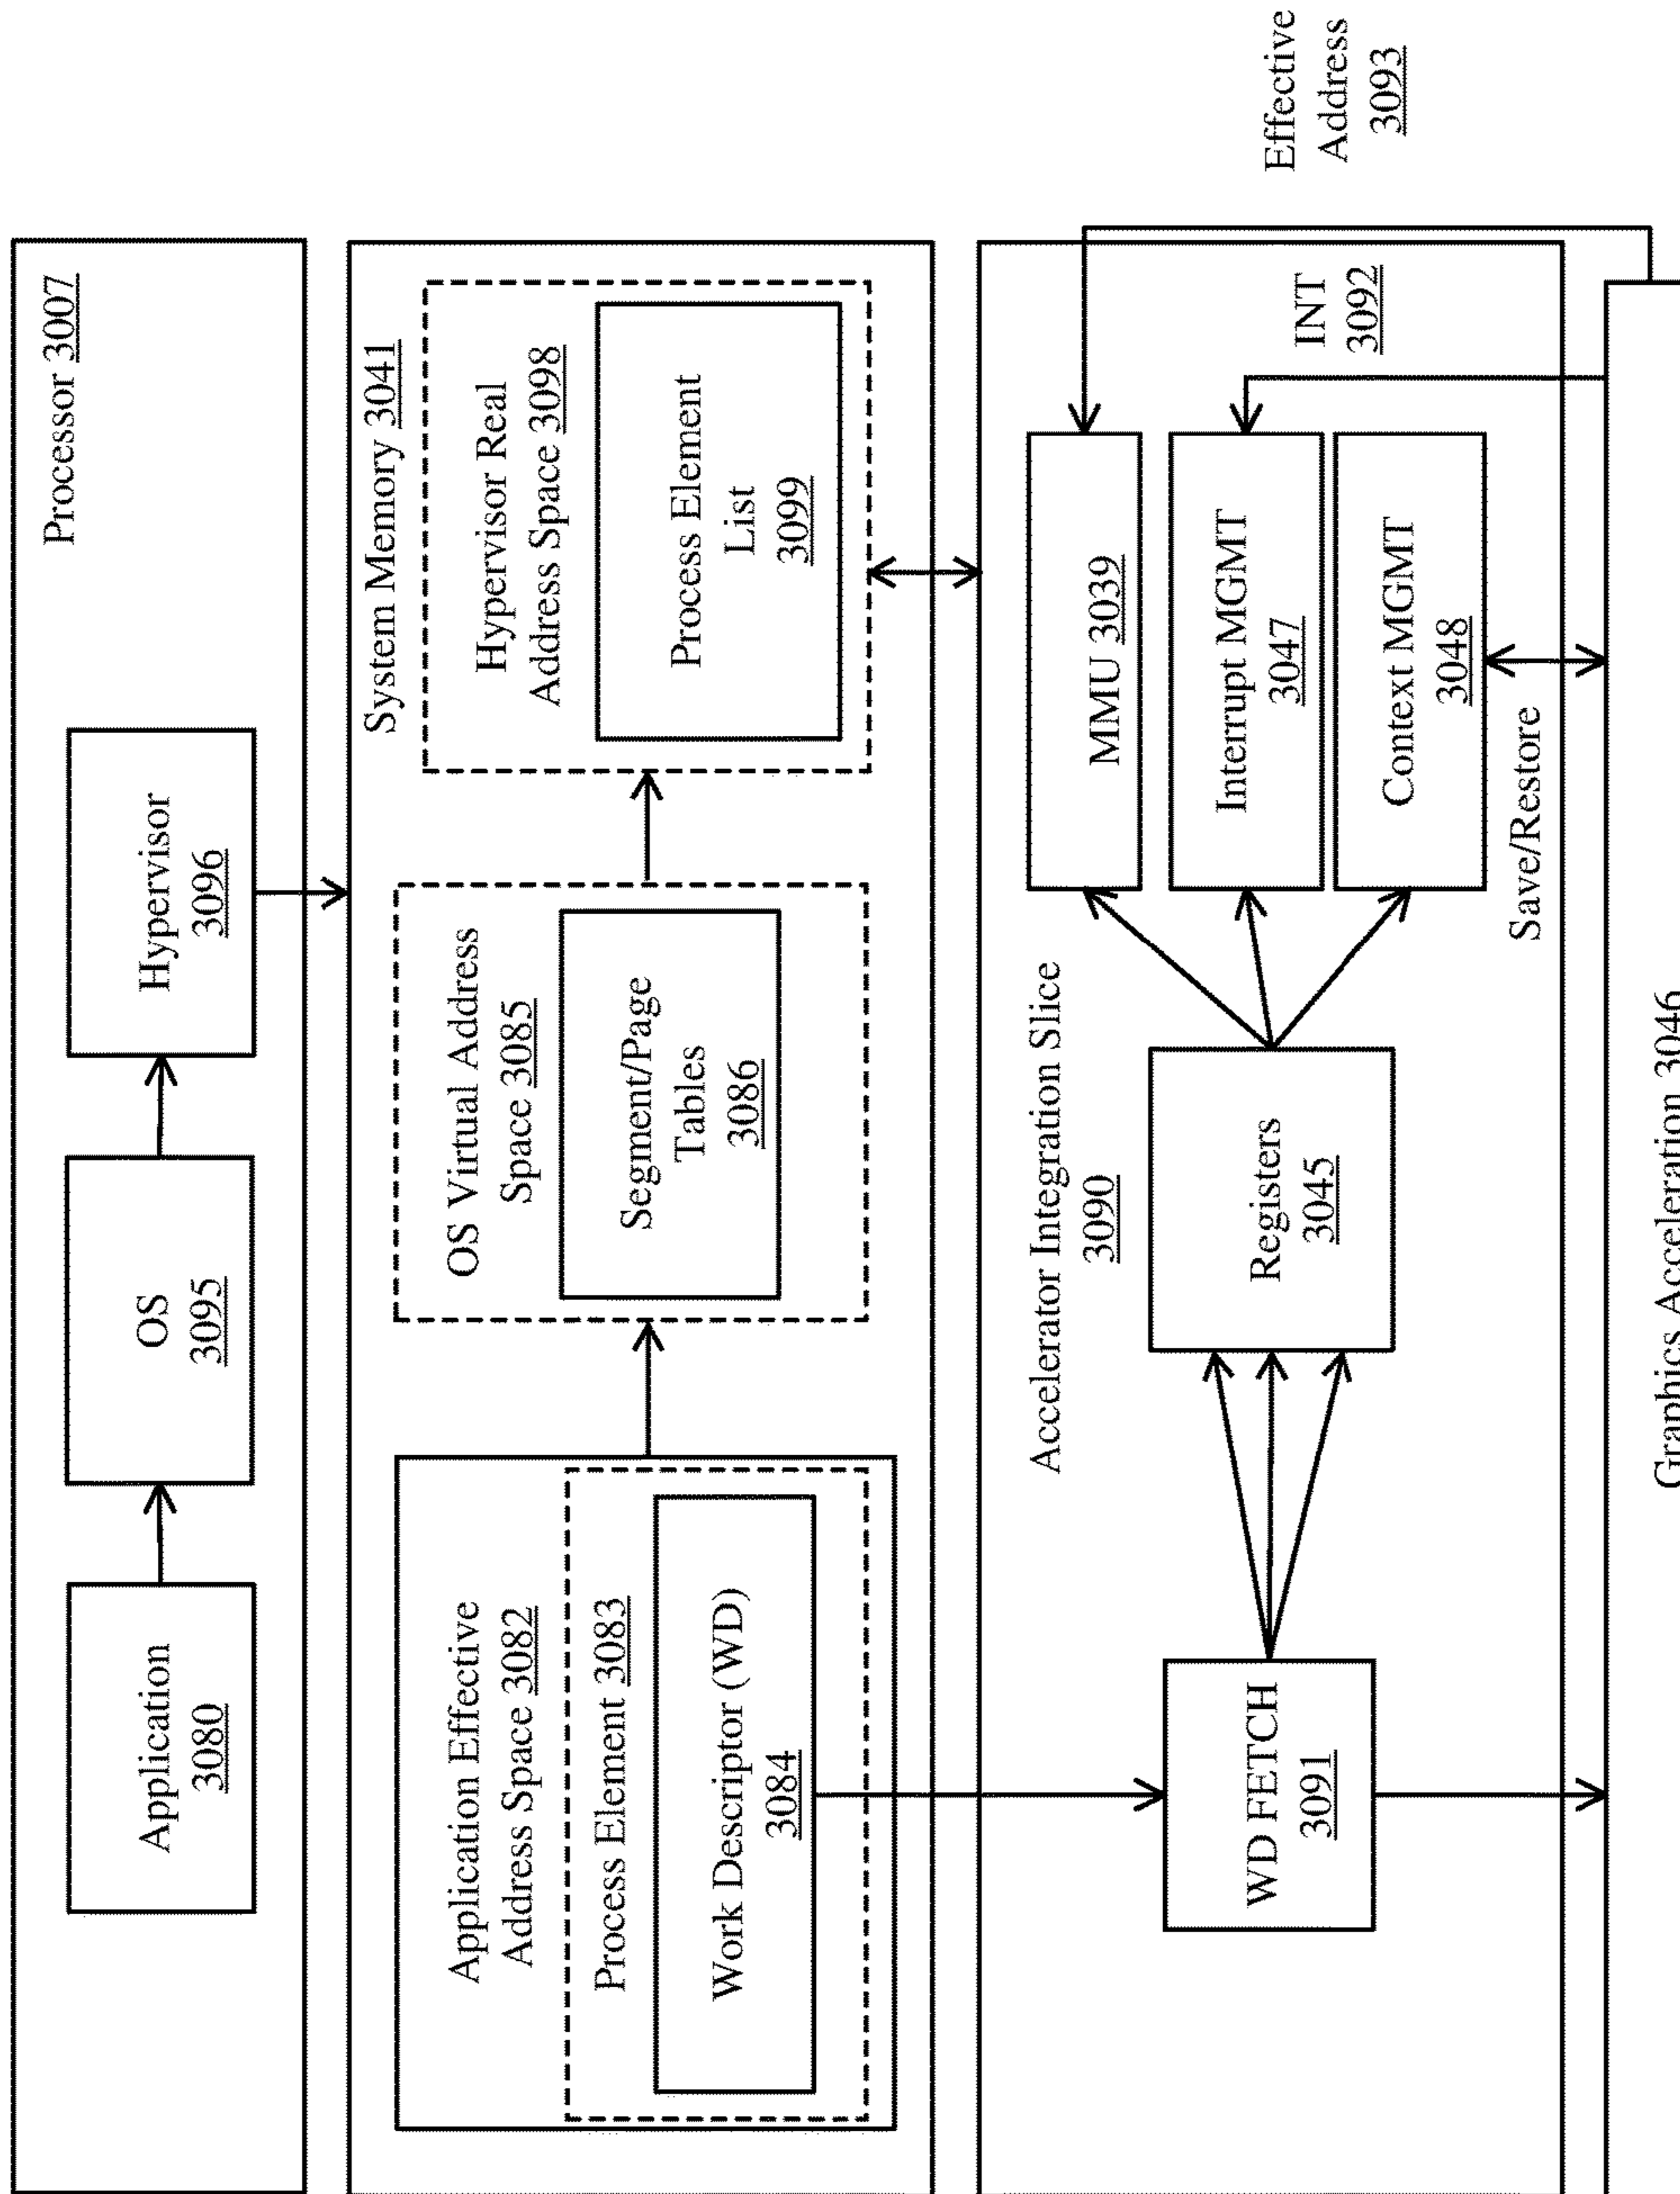 Processor 3007
Application
3080
OS
3095
Hypervisor
3096
System Memory 3041
Application Effective
Address Space 3082
Process Element 3083
Work Descriptor (WD)
3084
OS Virtual Address
Space 3085
Segment/Page
Tables
3086
Hypervisor Real
Address Space 3098
Process Element
List
3099
Accelerator Integration Slice
3090
WD FETCH
3091
Registers
3045
MMU 3039
Interrupt MGMT
3047
Context MGMT
3048
INT
3092
Save/Restore
Effective
Address
3093
Graphics Acceleration 3046